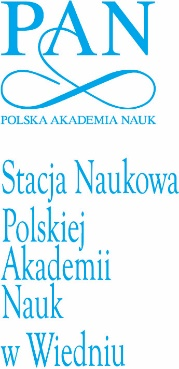 PAN
POLSKA AKADEMIA NAUK
Stacja Naukowa
Polskiej
Akademii
Nauk
w Wiedniu